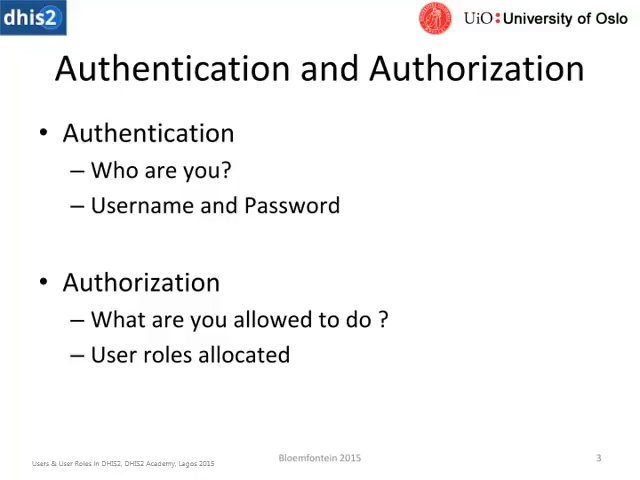 dhis2
UiO University of Oslo
Authentication and Authorization
• Authentication
– Who are you?
– Username and Password
• Authorization
– What are you allowed to do ?
– User roles allocated
Users & User Roles in DHIS2, DHIS2 Academy, Lagos 2015
Bloemfontein 2015
3